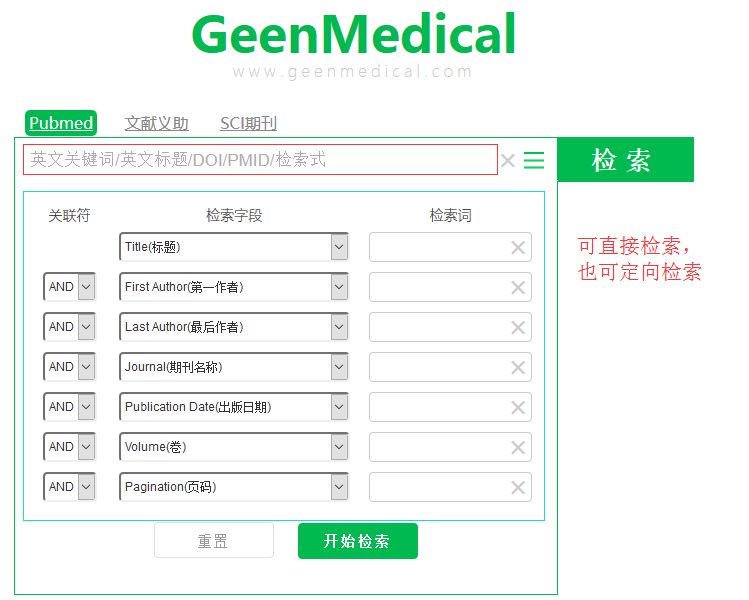 GeenMedical
www.geenmedical.com
Pubmed 文献义助 SCI期刊
英文关键词/英文标题/DOI/PMID/检索式
检索
关联符 检索字段 检索词
Title(标题)
可直接检索，
也可定向检索
AND First Author(第一作者)
AND Last Author(最后作者)
AND Journal(期刊名称)
AND Publication Date(出版日期)
AND Volume(卷)
AND Pagination(页码)
重置 开始检索